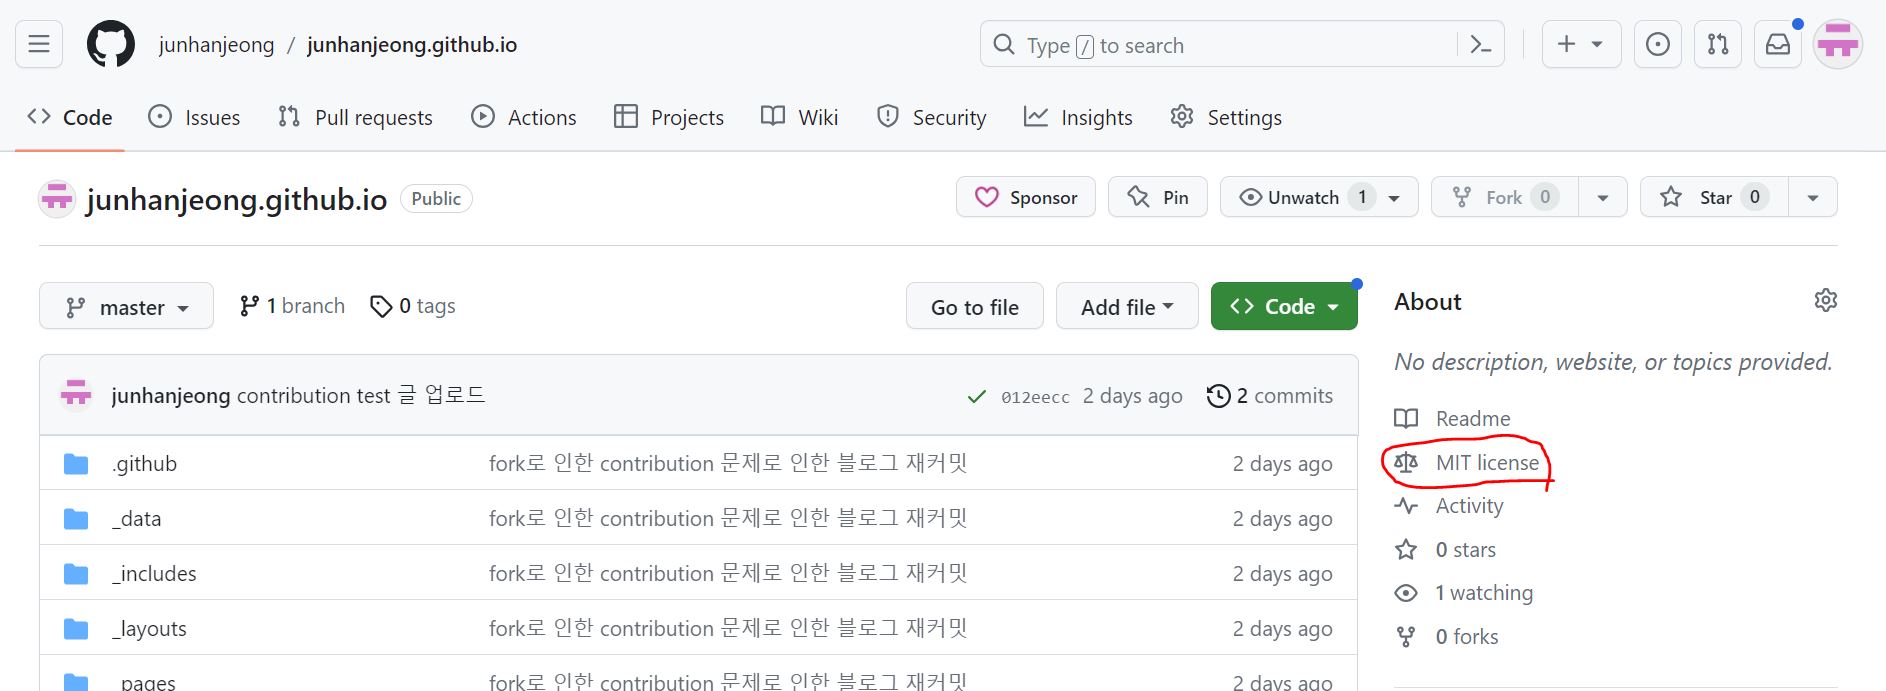 junhanjeong / junhanjeong.github.io
Type / to search
Code Issues Pull requests Actions Projects Wiki Security Insights Settings
junhanjeong.github.io Public
Sponsor Pin Unwatch 1 Fork 0 Star 0
master 1 branch 0 tags Go to file Add file Code
junhanjeong contribution test 글 업로드 012eecc 2 days ago 2 commits
.github fork로 인한 contribution 문제로 인한 블로그 재커밋 2 days ago
_data fork로 인한 contribution 문제로 인한 블로그 재커밋 2 days ago
_includes fork로 인한 contribution 문제로 인한 블로그 재커밋 2 days ago
_layouts fork로 인한 contribution 문제로 인한 블로그 재커밋 2 days ago
_pages fork로 인한 contribution 문제로 인한 블로그 재커밋 2 days ago
About
No description, website, or topics provided.
Readme
MIT license
Activity
0 stars
1 watching
0 forks